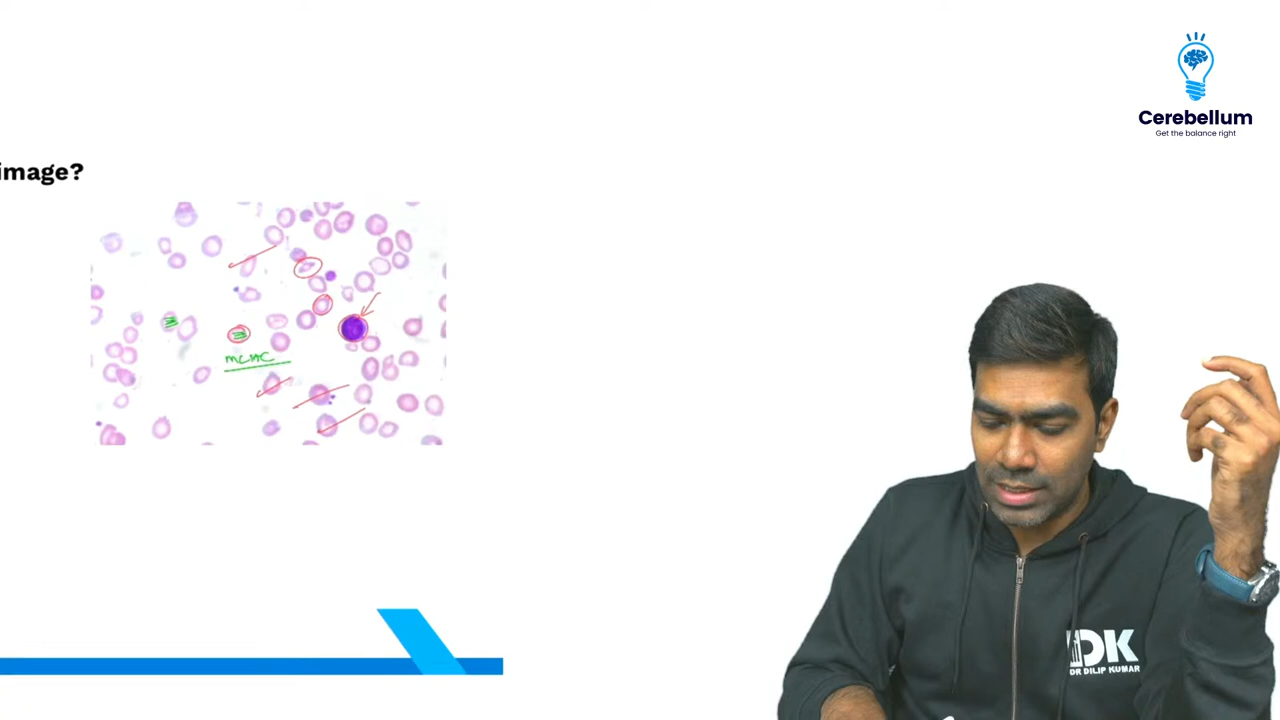 Cerebellum
Get the balance right
image?
MCHC
DK
DR DILIP KUMAR